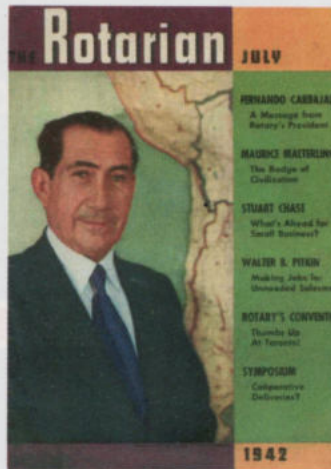 THE Rotarian JULY
FERNANDO CARBAJAL
A Message from
Rotary's President
MAURICE MAETERLINCK
The Badge of
Civilization
STUART CHASE
What's Ahead for
Small Business?
WALTER B. PITKIN
Making Jobs for
Unneeded Salesmen
ROTARY'S CONVENTION
Thumbs Up
At Toronto!
SYMPOSIUM
Cooperative
Deliveries?
1942